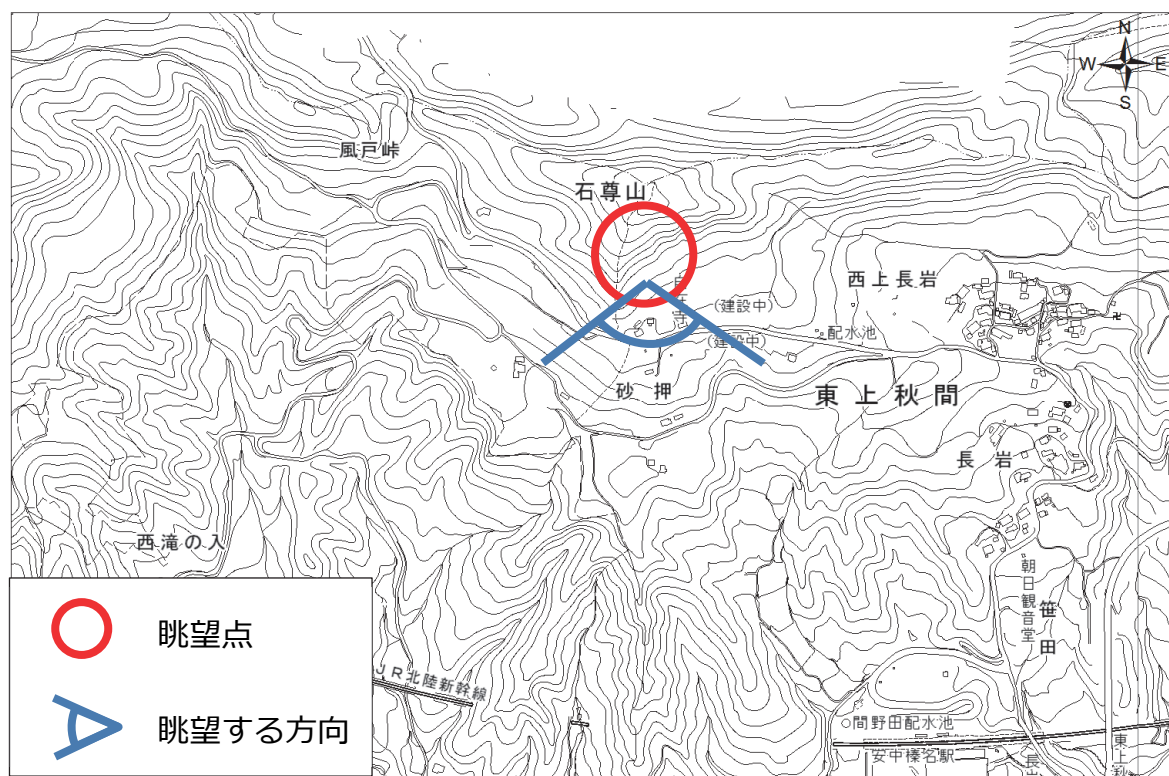 N
W
E
S
風戸峠
石尊山
西上長岩
(建設中)
配水池
(建設中)
砂押
東上秋間
長岩
西滝の入
朝日観音堂
笹田
眺望点
JR北陸新幹線
眺望する方向
間野田配水池
安中榛名駅